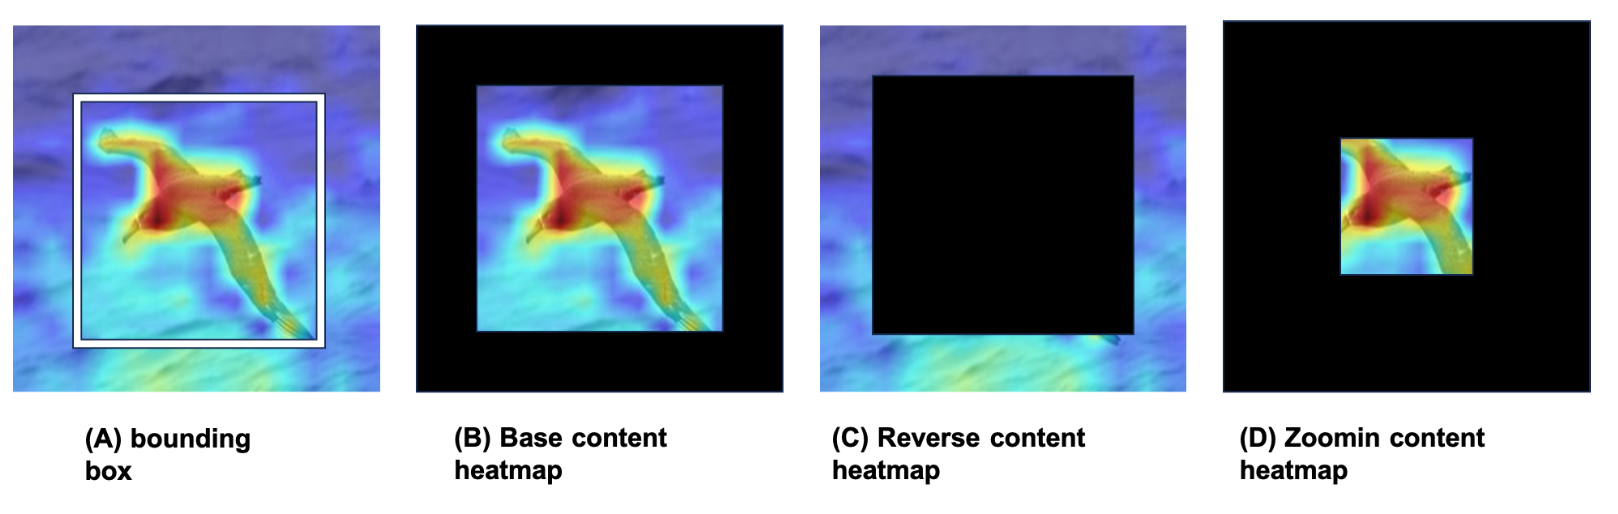 (A) bounding
box
(B) Base content
heatmap
(C) Reverse content
heatmap
(D) Zoomin content
heatmap